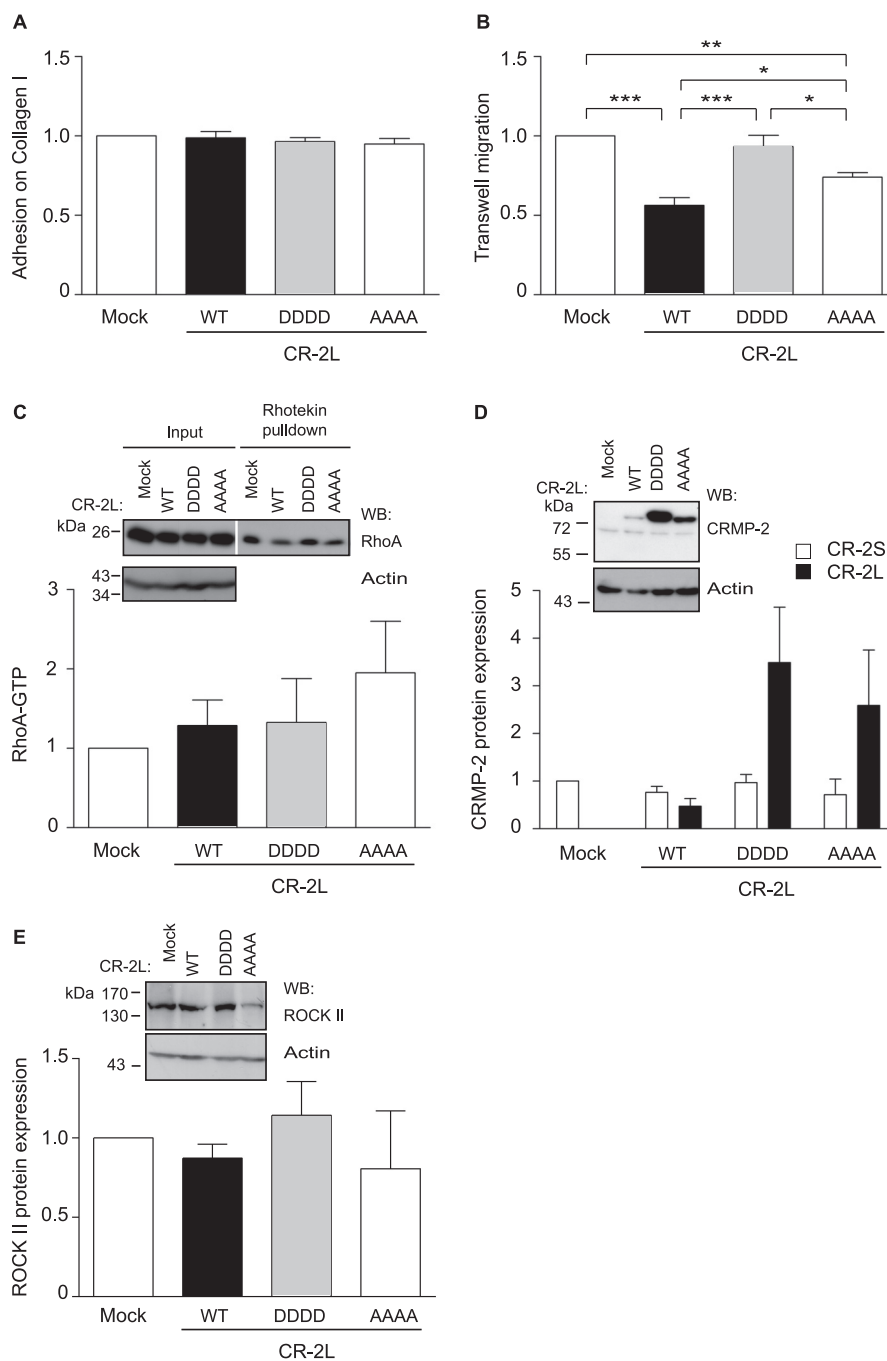 A
Adhesion on Collagen I
1.5
1.0
0.5
0
Mock
WT
DDDD
AAAA
CR-2L
B
Transwell migration
1.5
1.0
0.5
0
**
*
***
***
*
Mock
WT
DDDD
AAAA
CR-2L
C
Input
Rhotekin
pulldown
CR-2L:
Mock
WT
DDDD
AAAA
Mock
WT
DDDD
AAAA
kDa
26
WB:
RhoA
43
34
Actin
RhoA-GTP
3
2
1
0
Mock
WT
DDDD
AAAA
CR-2L
D
CR-2L:
Mock
WT
DDDD
AAAA
kDa
72
55
WB:
CRMP-2
43
Actin
CR-2S
CR-2L
CRMP-2 protein expression
5
4
3
2
1
0
Mock
WT
DDDD
AAAA
CR-2L
E
CR-2L:
Mock
WT
DDDD
AAAA
kDa
170
130
WB:
ROCK II
43
Actin
ROCK II protein expression
1.5
1.0
0.5
0
Mock
WT
DDDD
AAAA
CR-2L